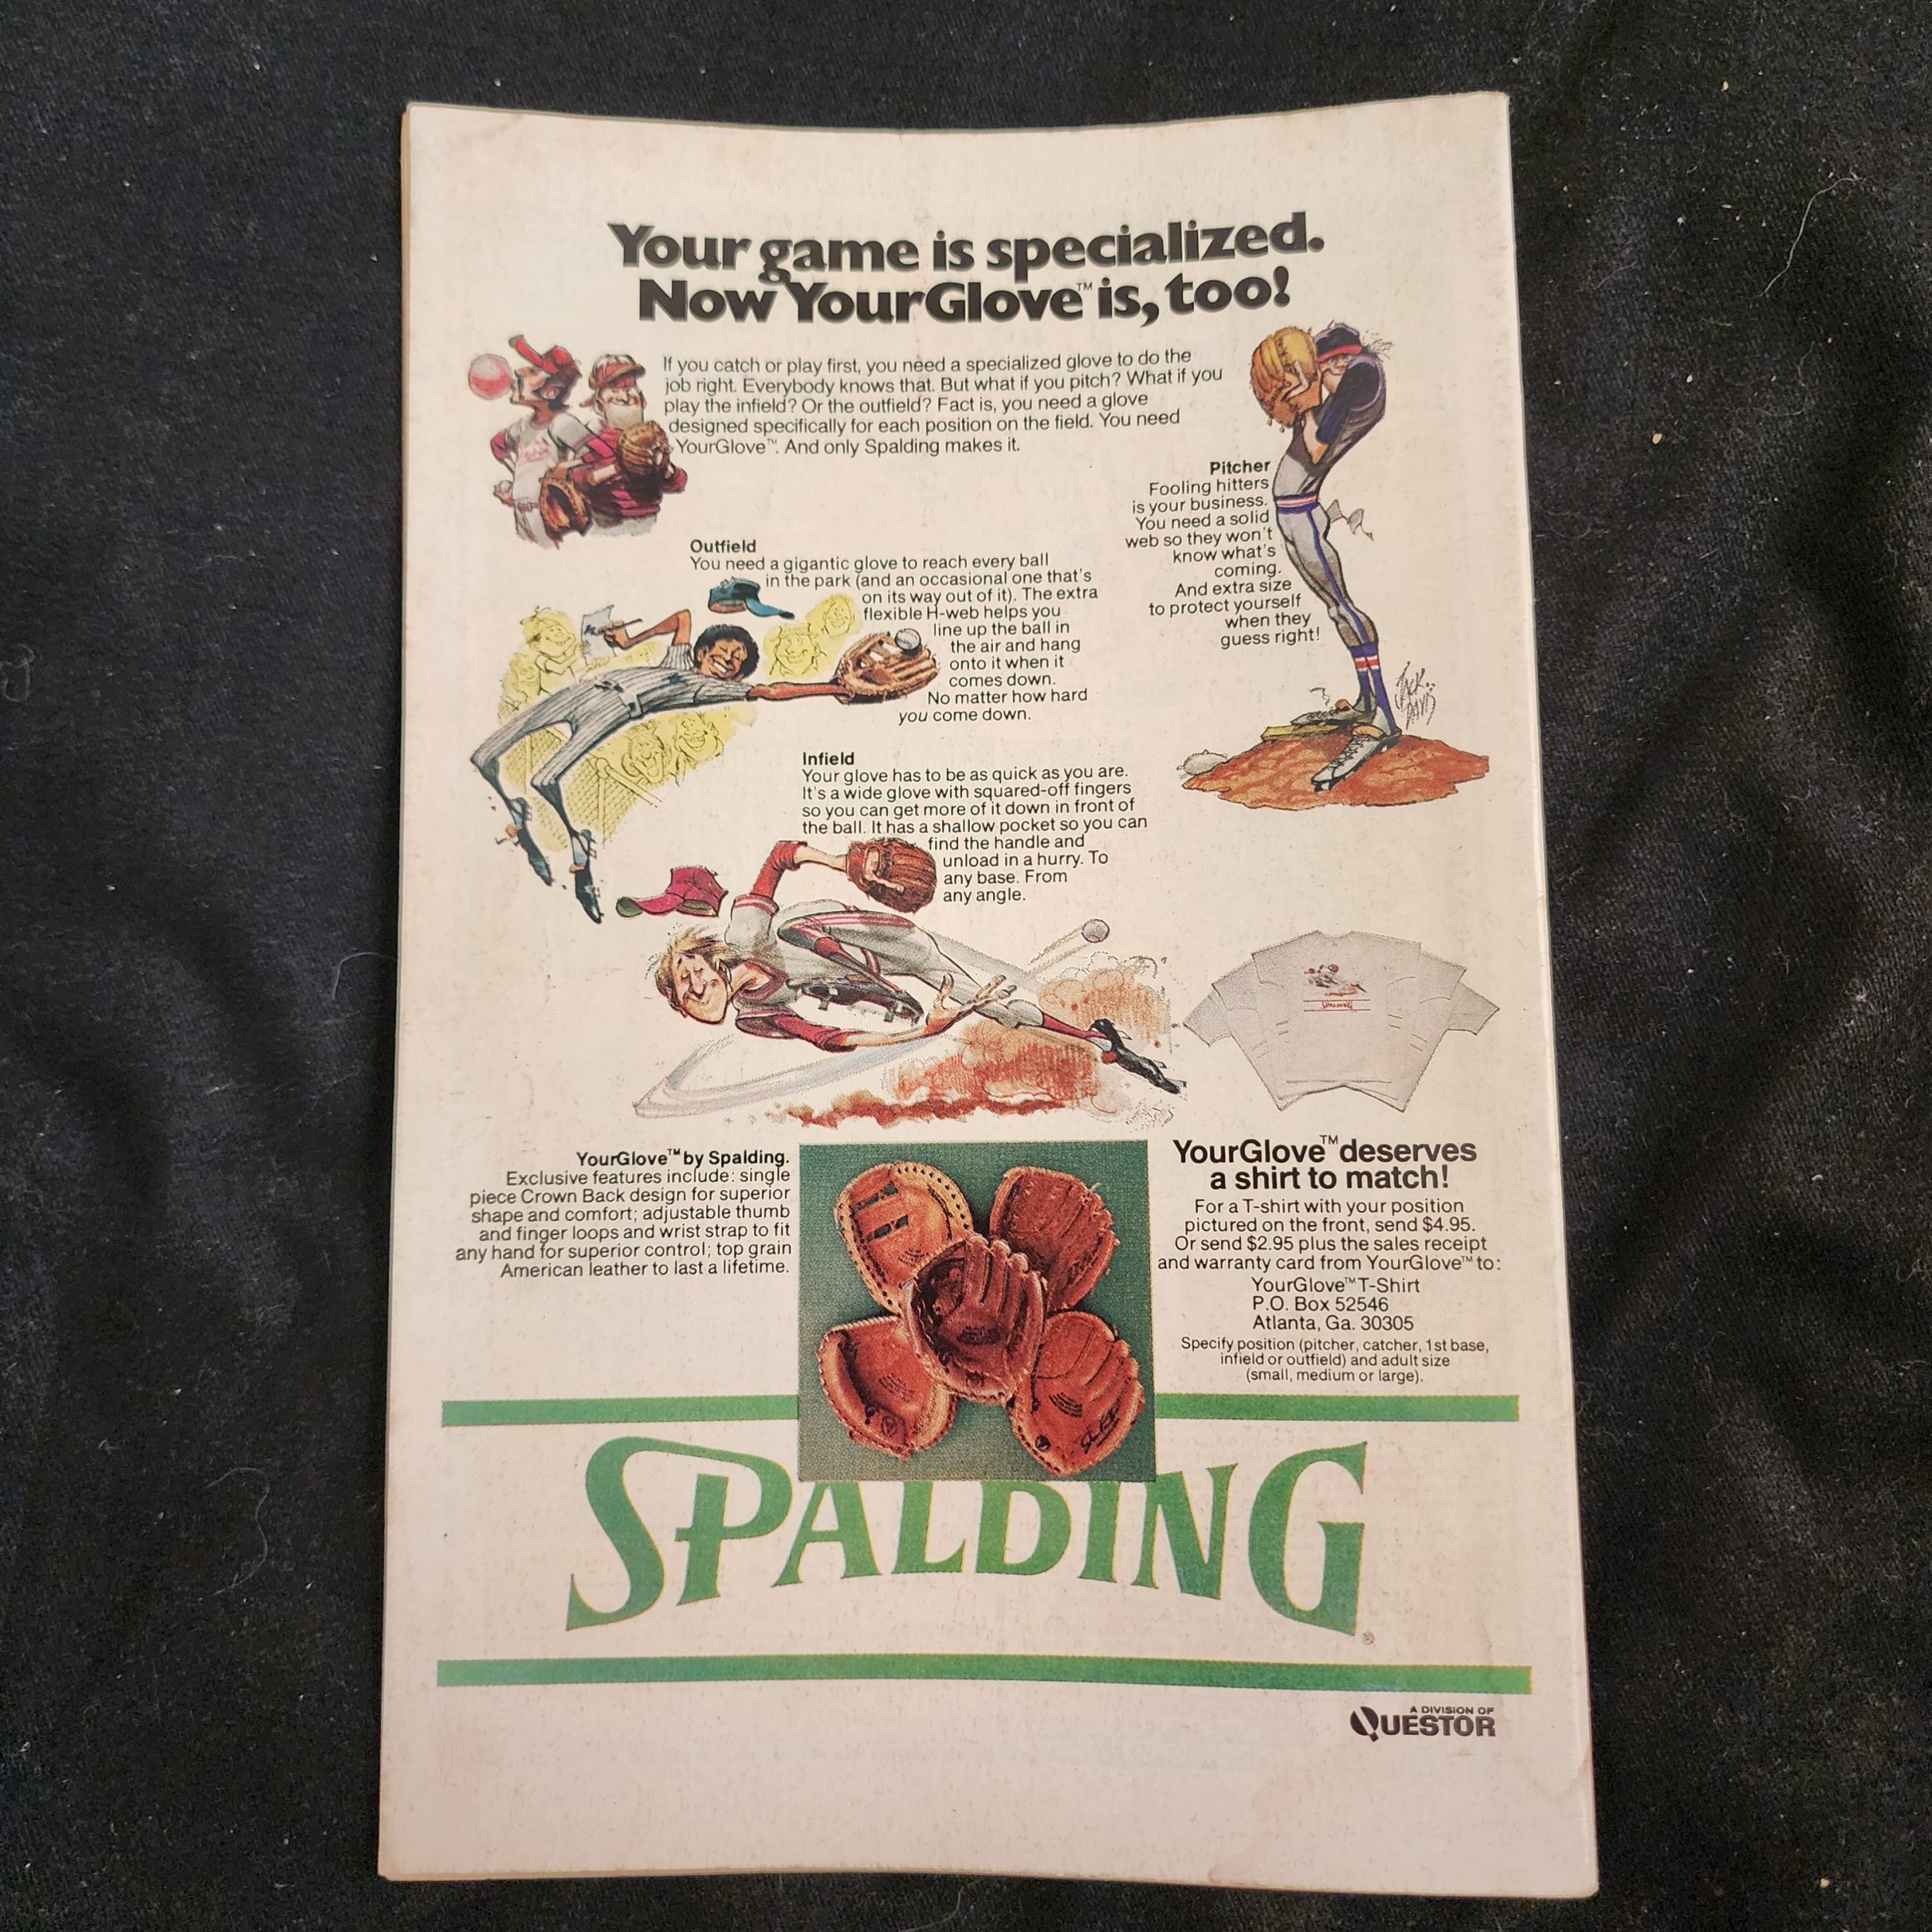 Your game is specialized.
Now YourGlove™ is, too!
If you catch or play first, you need a specialized glove to do the
job right. Everybody knows that. But what if you pitch? What if you
play the infield? Or the outfield? Fact is, you need a glove
designed specifically for each position on the field. You need
YourGlove™. And only Spalding makes it.
Pitcher
Fooling hitters
is your business.
You need a solid
web so they won't
know what's
coming.
And extra size
to protect yourself
when they
guess right!
JACK
DAVIS
Outfield
You need a gigantic glove to reach every ball
in the park (and an occasional one that's
on its way out of it). The extra
flexible H-web helps you
line up the ball in
the air and hang
onto it when it
comes down.
No matter how hard
you come down.
Infield
Your glove has to be as quick as you are.
It's a wide glove with squared-off fingers
so you can get more of it down in front of
the ball. It has a shallow pocket so you can
find the handle and
unload in a hurry. To
any base. From
any angle.
SPALDING
YourGlove™ by Spalding.
Exclusive features include: single
piece Crown Back design for superior
shape and comfort; adjustable thumb
and finger loops and wrist strap to fit
any hand for superior control; top grain
American leather to last a lifetime.
YourGlove™ deserves
a shirt to match!
For a T-shirt with your position
pictured on the front, send $4.95.
Or send $2.95 plus the sales receipt
and warranty card from YourGlove™ to:
YourGlove™ T-Shirt
P.O. Box 52546
Atlanta, Ga. 30305
Specify position (pitcher, catcher, 1st base,
infield or outfield) and adult size
(small, medium or large).
SPALDING®
A DIVISION OF
QUESTOR